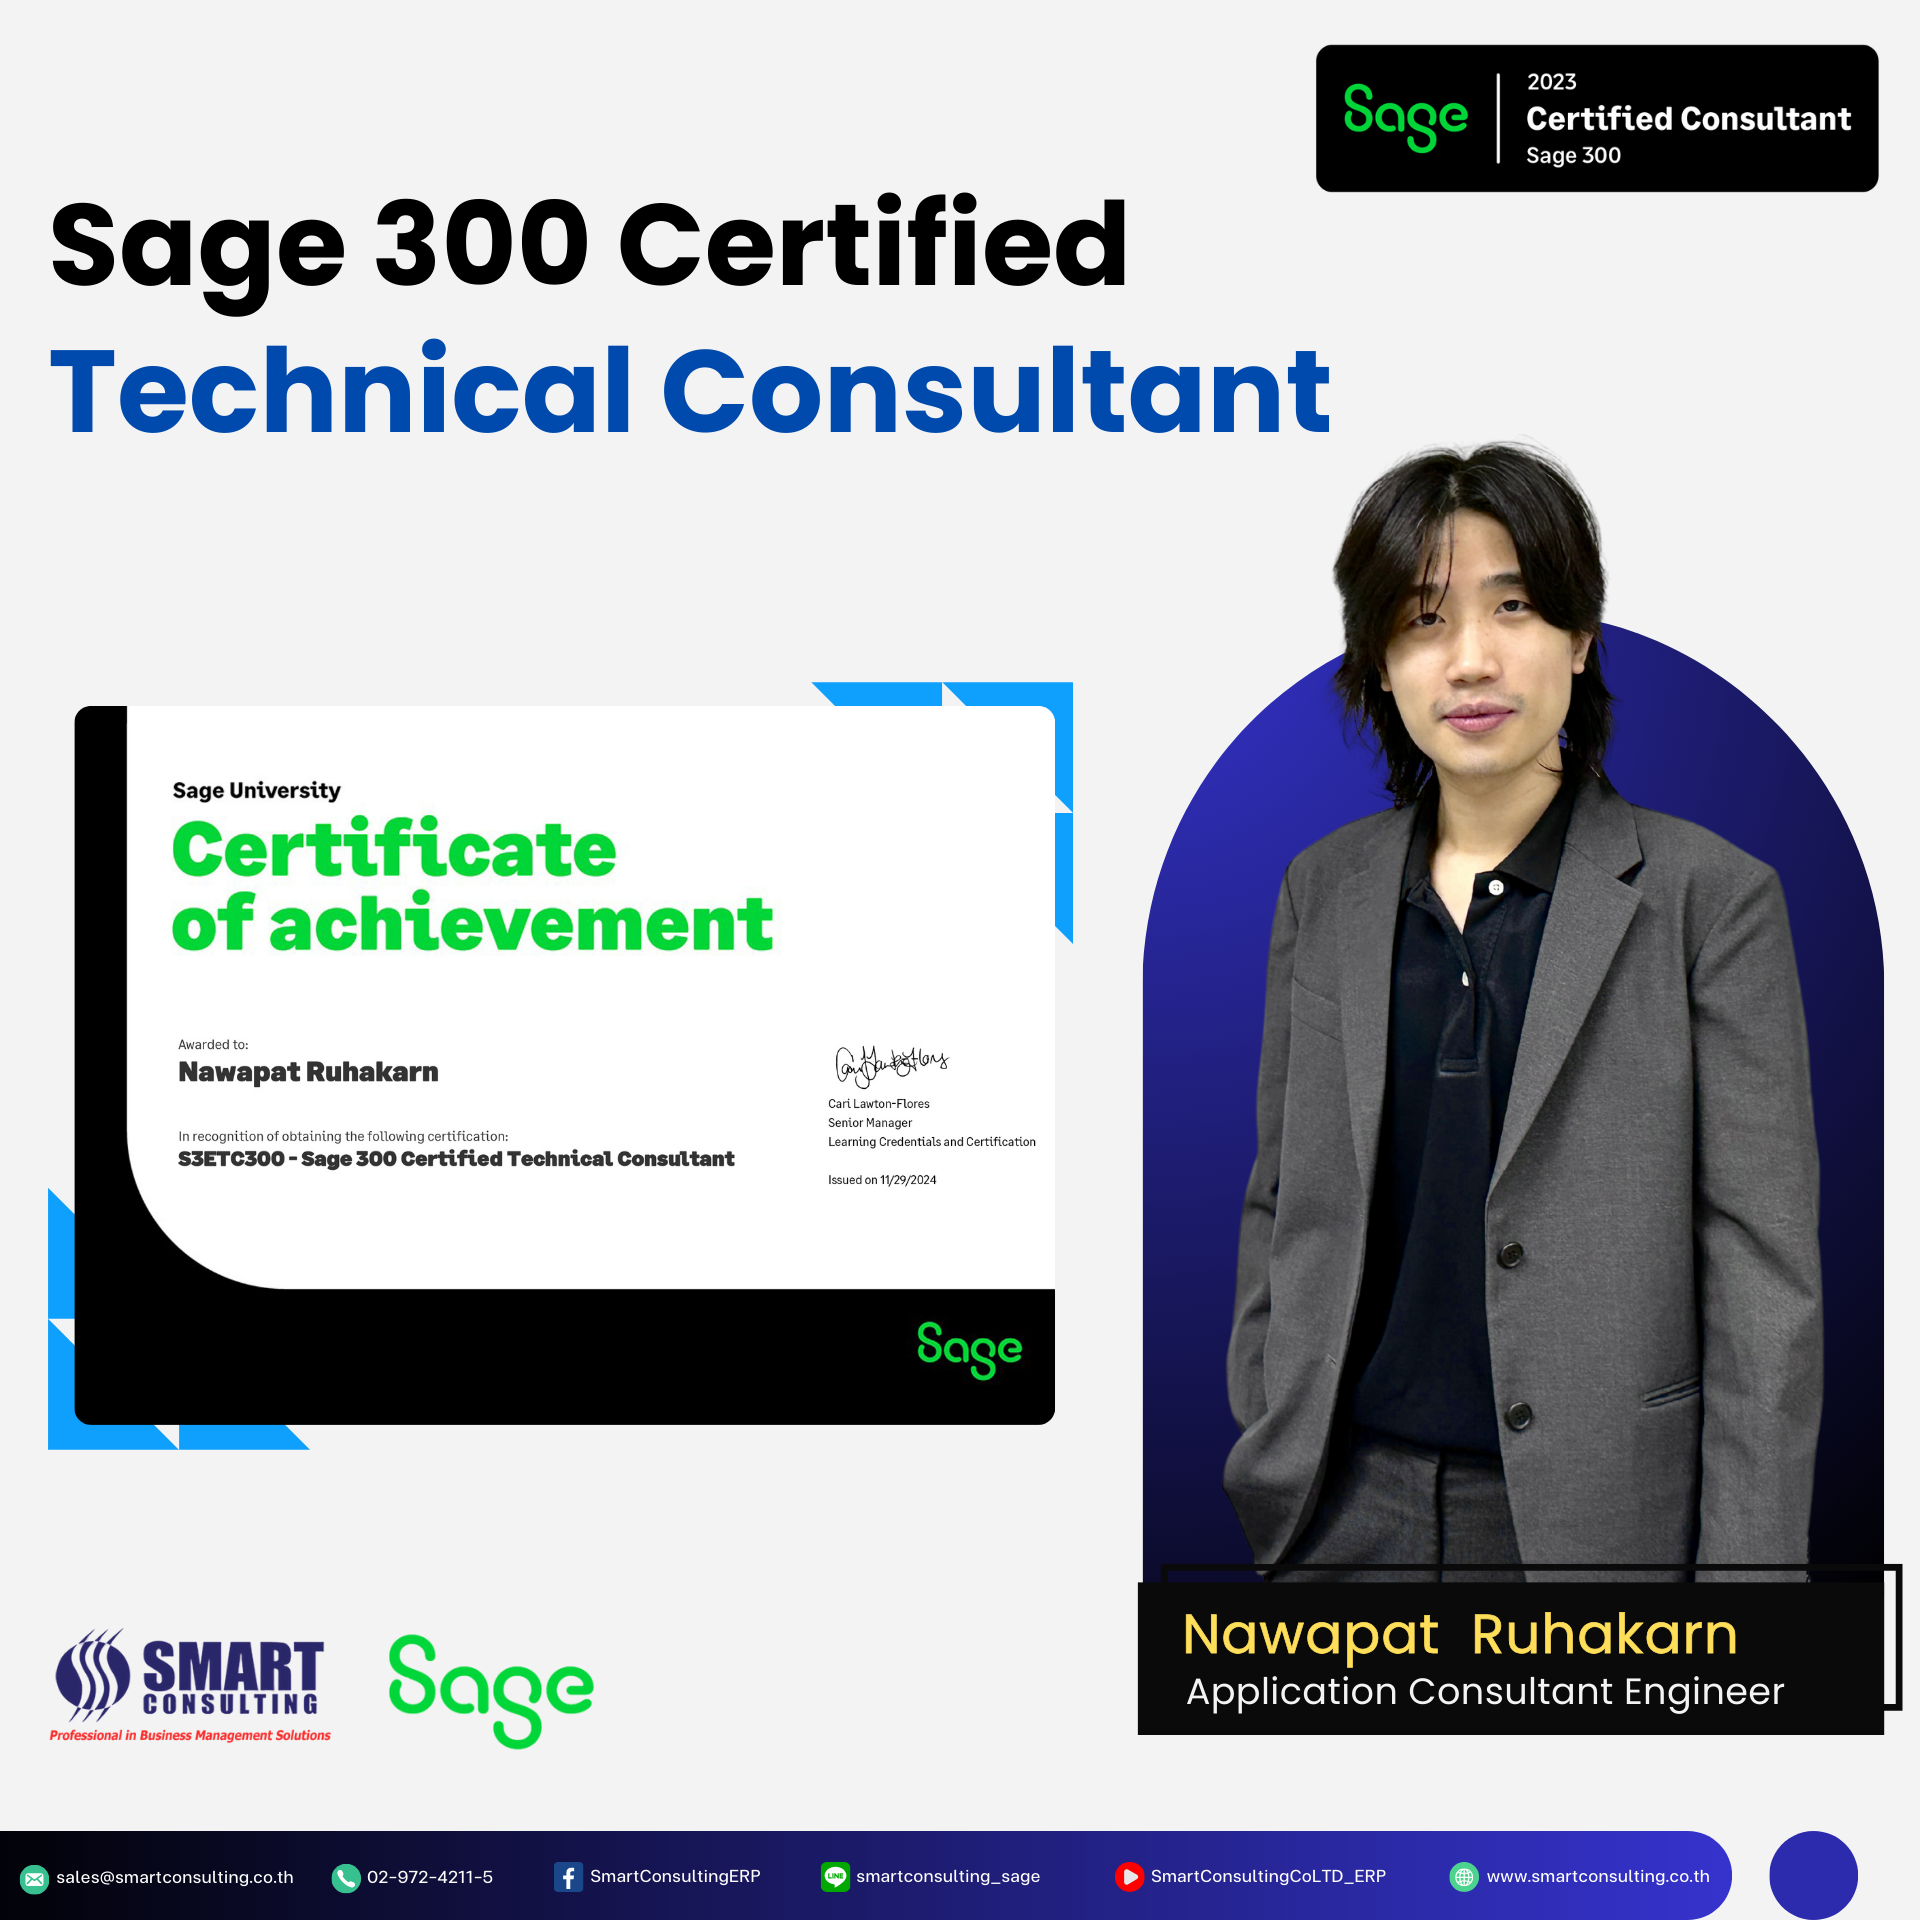 Sage
2023
Certified Consultant
Sage 300
Sage 300 Certified
Technical Consultant
Sage University
Certificate
of achievement
Awarded to:
Nawapat Ruhakarn
In recognition of obtaining the following certification:
S3ETC300 - Sage 300 Certified Technical Consultant
Cari Lawton-Flores
Senior Manager
Learning Credentials and Certification
Issued on 11/29/2024
Sage
Nawapat Ruhakarn
Application Consultant Engineer
SMART
CONSULTING
Professional in Business Management Solutions
Sage
sales@smartconsulting.co.th
02-972-4211-5
SmartConsultingERP
LINE
smartconsulting_sage
SmartConsultingCoLTD_ERP
www.smartconsulting.co.th